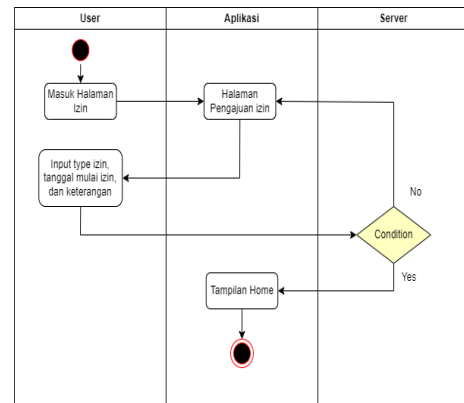 User
Aplikasi
Server
Masuk Halaman
Izin
Halaman
Pengajuan izin
Input type izin,
tanggal mulai izin,
dan keterangan
No
Condition
Yes
Tampilan Home